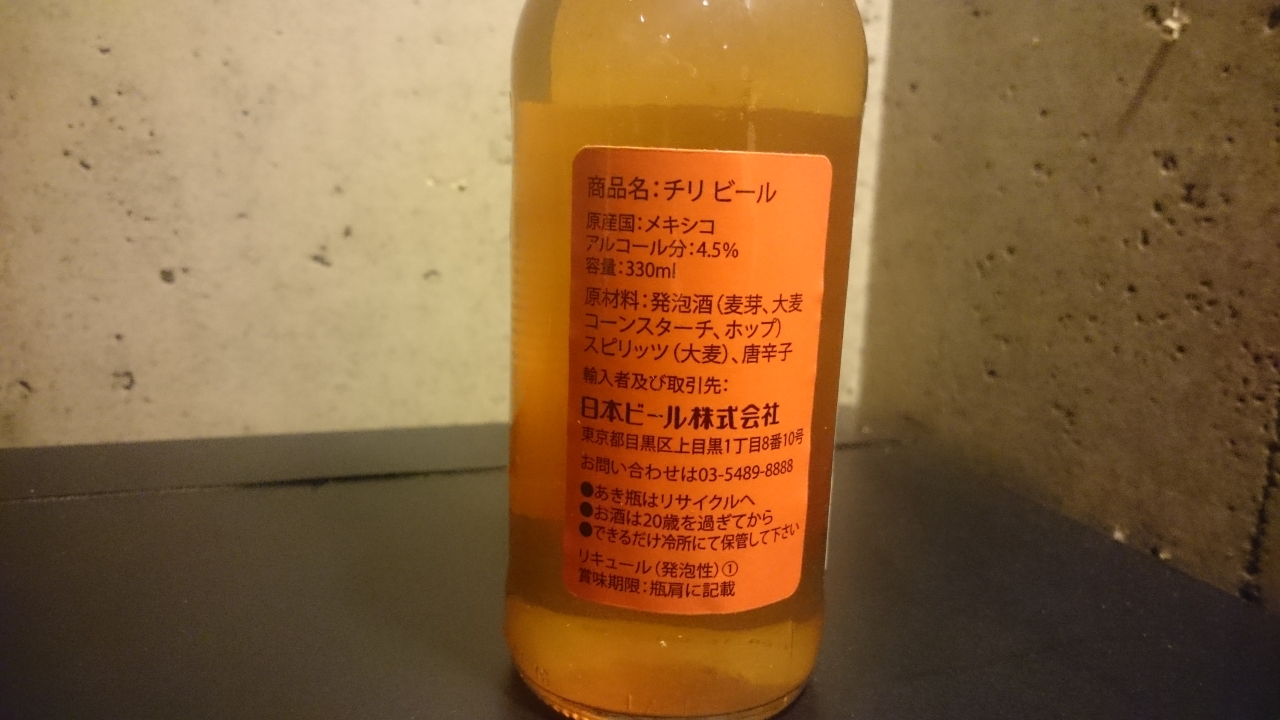 商品名：チリ ビール
原産国：メキシコ
アルコール分：4.5%
容量：330ml
原材料：発泡酒（麦芽、大麦
コーンスターチ、ホップ）
スピリッツ（大麦）、唐辛子
輸入者及び取引先：
日本ビール株式会社
東京都目黒区上目黒1丁目8番10号
お問い合わせは03-5489-8888
●あき瓶はリサイクルへ
●お酒は20歳を過ぎてから
●できるだけ冷所にて保管して下さい
リキュール（発泡性）①
賞味期限：瓶肩に記載